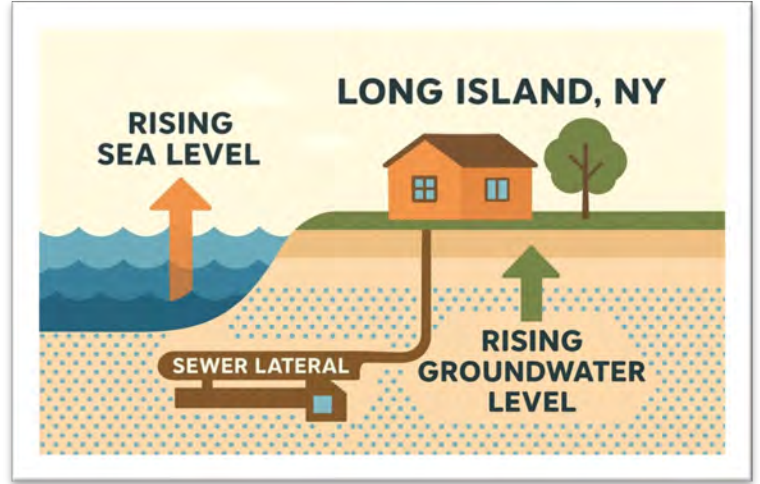 LONG ISLAND, NY
RISING
SEA LEVEL
SEWER LATERAL
RISING
GROUNDWATER
LEVEL